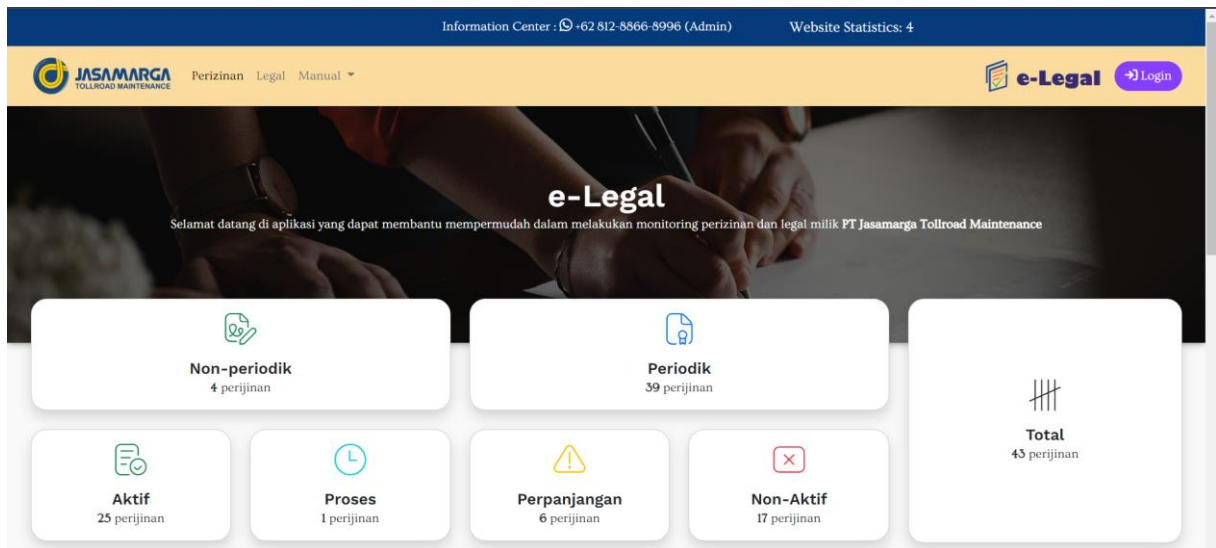 Information Center : +62 812-8866-8996 (Admin) Website Statistics: 4
JASAMARGA
TOLLROAD MAINTENANCE
Perizinan Legal Manual
e-Legal
Login
e-Legal
Selamat datang di aplikasi yang dapat membantu mempermudah dalam melakukan monitoring perizinan dan legal milik PT Jasamarga Tollroad Maintenance
Non-periodik
4 perijinan
Periodik
39 perijinan
Total
43 perijinan
Aktif
25 perijinan
Proses
1 perijinan
Perpanjangan
6 perijinan
Non-Aktif
17 perijinan